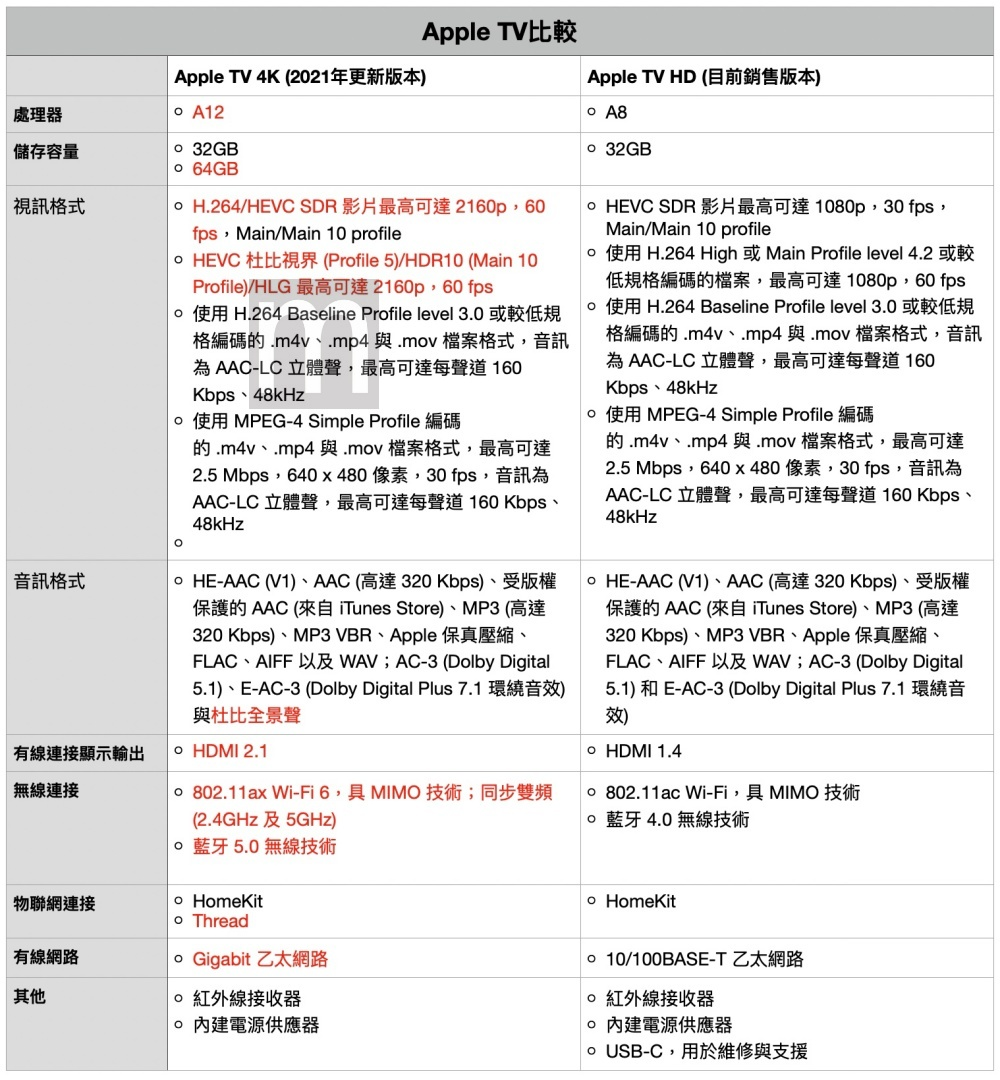 Apple TV比較
Apple TV 4K (2021年更新版本)
Apple TV HD (目前銷售版本)
處理器
A12
A8
儲存容量
32GB
64GB
32GB
視訊格式
H.264/HEVC SDR 影片最高可達 2160p，60
fps，Main/Main 10 profile
HEVC 杜比視界 (Profile 5)/HDR10 (Main 10
Profile)/HLG 最高可達 2160p，60 fps
使用 H.264 Baseline Profile level 3.0 或較低規
格編碼的 .m4v、.mp4 與 .mov 檔案格式，音訊
為 AAC-LC 立體聲，最高可達每聲道 160
Kbps、48kHz
使用 MPEG-4 Simple Profile 編碼
的 .m4v、.mp4 與 .mov 檔案格式，最高可達
2.5 Mbps，640 x 480 像素，30 fps，音訊為
AAC-LC 立體聲，最高可達每聲道 160 Kbps、
48kHz
HEVC SDR 影片最高可達 1080p，30 fps，
Main/Main 10 profile
使用 H.264 High 或 Main Profile level 4.2 或較
低規格編碼的檔案，最高可達 1080p，60 fps
使用 H.264 Baseline Profile level 3.0 或較低規
格編碼的 .m4v、.mp4 與 .mov 檔案格式，音訊
為 AAC-LC 立體聲，最高可達每聲道 160
Kbps、48kHz
使用 MPEG-4 Simple Profile 編碼
的 .m4v、.mp4 與 .mov 檔案格式，最高可達
2.5 Mbps，640 x 480 像素，30 fps，音訊為
AAC-LC 立體聲，最高可達每聲道 160 Kbps、
48kHz
音訊格式
HE-AAC (V1)、AAC (高達 320 Kbps)、受版權
保護的 AAC (來自 iTunes Store)、MP3 (高達
320 Kbps)、MP3 VBR、Apple 保真壓縮、
FLAC、AIFF 以及 WAV；AC-3 (Dolby Digital
5.1)、E-AC-3 (Dolby Digital Plus 7.1 環繞音效)
與杜比全景聲
HE-AAC (V1)、AAC (高達 320 Kbps)、受版權
保護的 AAC (來自 iTunes Store)、MP3 (高達
320 Kbps)、MP3 VBR、Apple 保真壓縮、
FLAC、AIFF 以及 WAV；AC-3 (Dolby Digital
5.1) 和 E-AC-3 (Dolby Digital Plus 7.1 環繞音
效)
有線連接顯示輸出
HDMI 2.1
HDMI 1.4
無線連接
802.11ax Wi-Fi 6，具 MIMO 技術；同步雙頻
(2.4GHz 及 5GHz)
藍牙 5.0 無線技術
802.11ac Wi-Fi，具 MIMO 技術
藍牙 4.0 無線技術
物聯網連接
HomeKit
Thread
HomeKit
有線網路
Gigabit 乙太網路
10/100BASE-T 乙太網路
其他
紅外線接收器
內建電源供應器
紅外線接收器
內建電源供應器
USB-C，用於維修與支援
m